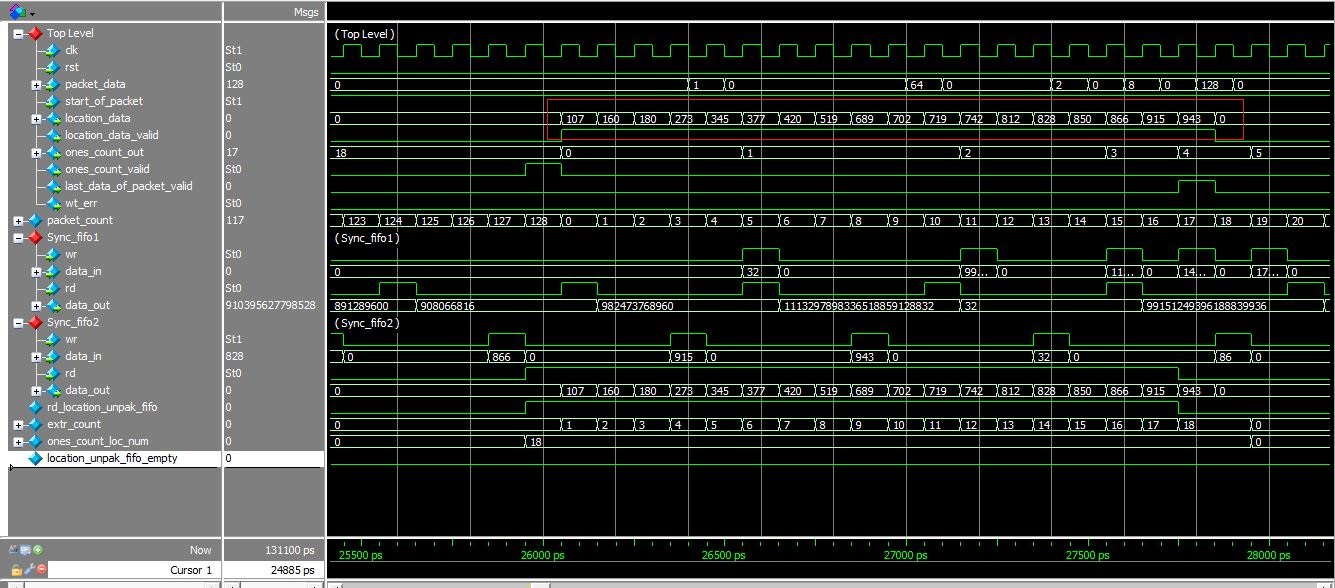 Msgs
Top Level (Top Level)
clk St1
rst St0
packet_data 128 0 1 0 64 0 2 0 8 0 128 0
start_of_packet St1
location_data 0 0 107 160 180 273 345 377 420 519 689 702 719 742 812 828 850 866 915 943 0
location_data_valid 0
ones_count_out 17 18 0 1 2 3 4 5
ones_count_valid St0
last_data_of_packet_valid 0
wt_err St0
packet_count 117 123 124 125 126 127 128 0 1 2 3 4 5 6 7 8 9 10 11 12 13 14 15 16 17 18 19 20
Sync_fifo1 (Sync_fifo1)
wr St0
data_in 0 0 32 0 99... 0 11... 0 14... 0 17... 0
rd St0
data_out 910395627798528 891289600 908066816 982473768960 1113297898336518859128832 32 9915124939618883993​6
Sync_fifo2 (Sync_fifo2)
wr St1
data_in 828 0 866 0 915 0 943 0 32 0 86 0
rd St0
data_out 0 0 107 160 180 273 345 377 420 519 689 702 719 742 812 828 850 866 915 943 0
rd_location_unpak_fifo 0
extr_count 0 0 1 2 3 4 5 6 7 8 9 10 11 12 13 14 15 16 17 18 0
ones_count_loc_num 0 0 18 0
location_unpak_fifo_empty 0
Now 131100 ps 25500 ps 26000 ps 26500 ps 27000 ps 27500 ps 28000 ps
Cursor 1 24885 ps